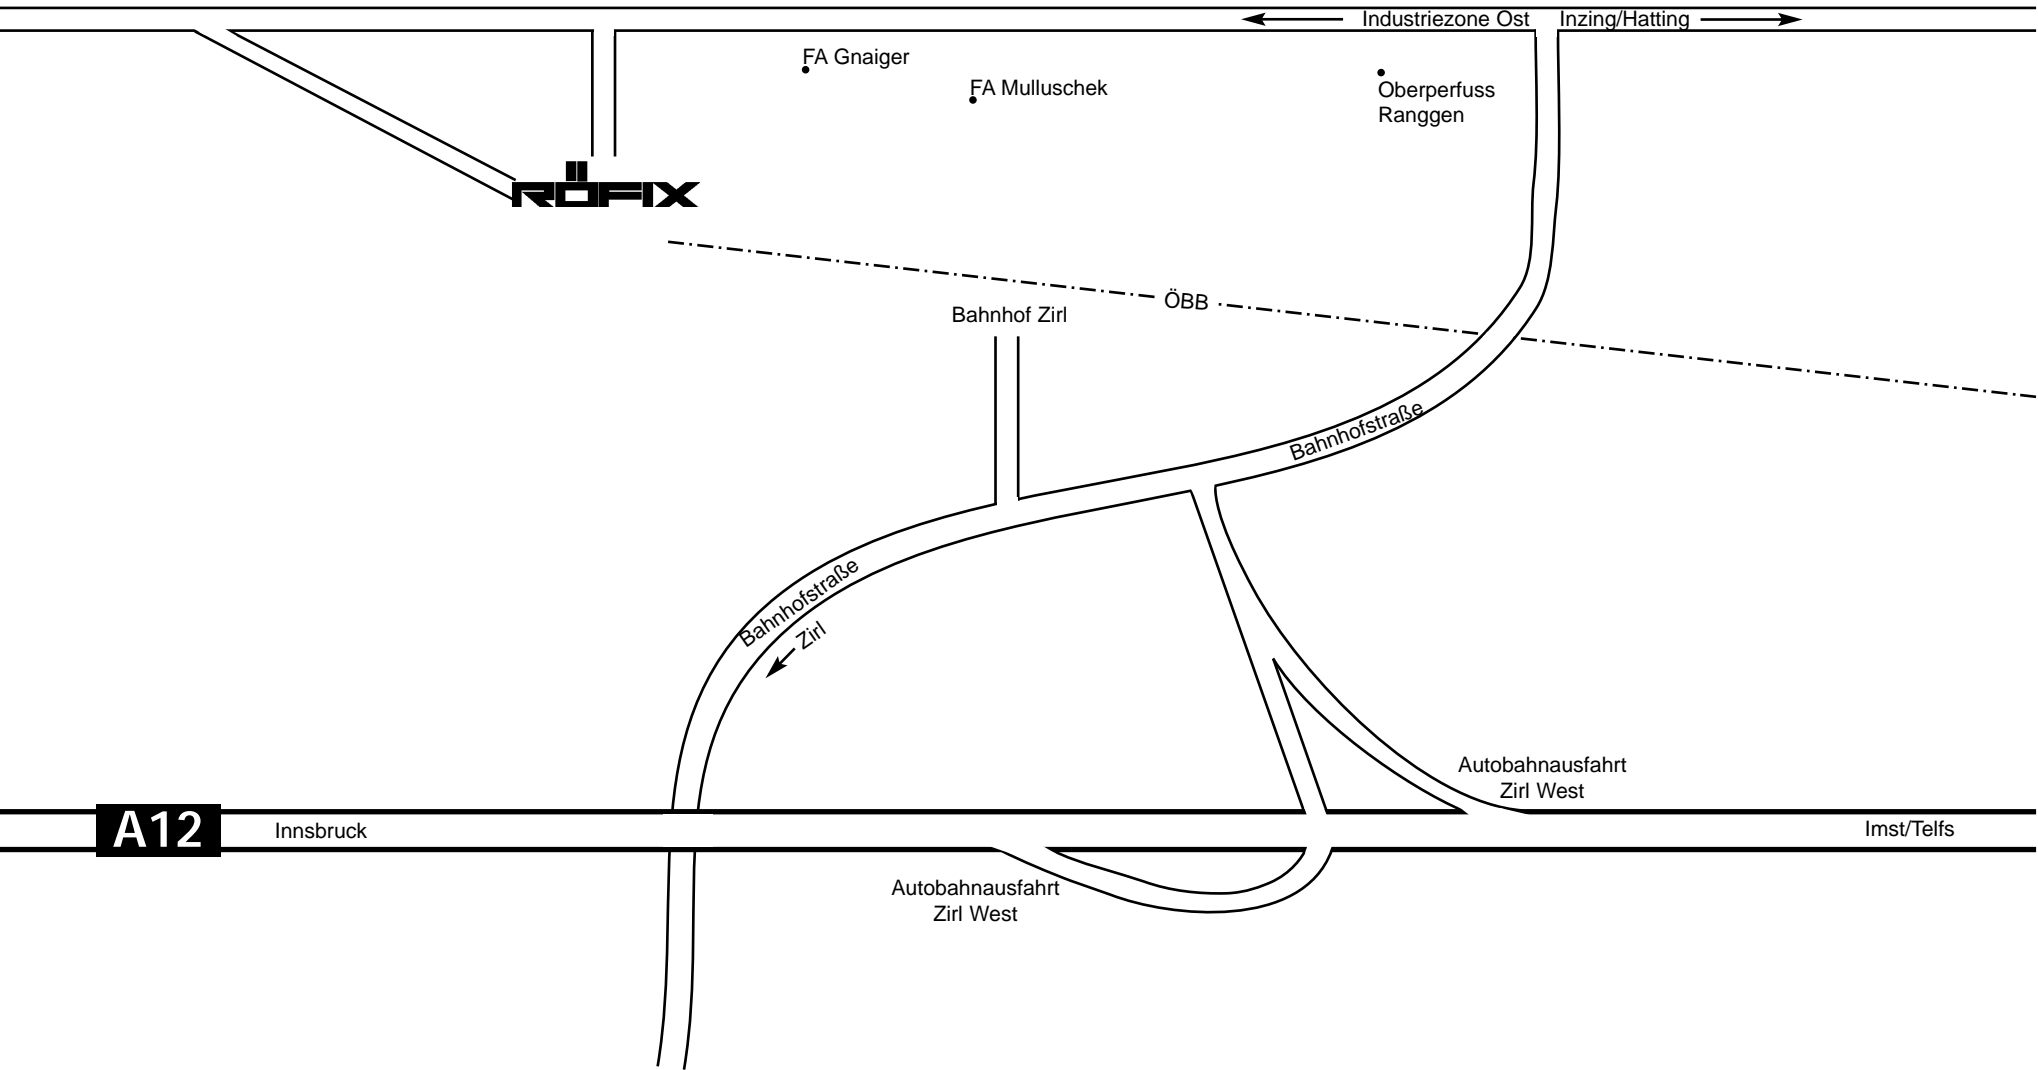 Industriezone Ost
Inzing/Hatting
FA Gnaiger
FA Mulluschek
Oberperfuss
Ranggen
RÖFIX
ÖBB
Bahnhof Zirl
Bahnhofstraße
Bahnhofstraße
Zirl
Autobahnausfahrt
Zirl West
A12
Innsbruck
Imst/Telfs
Autobahnausfahrt
Zirl West